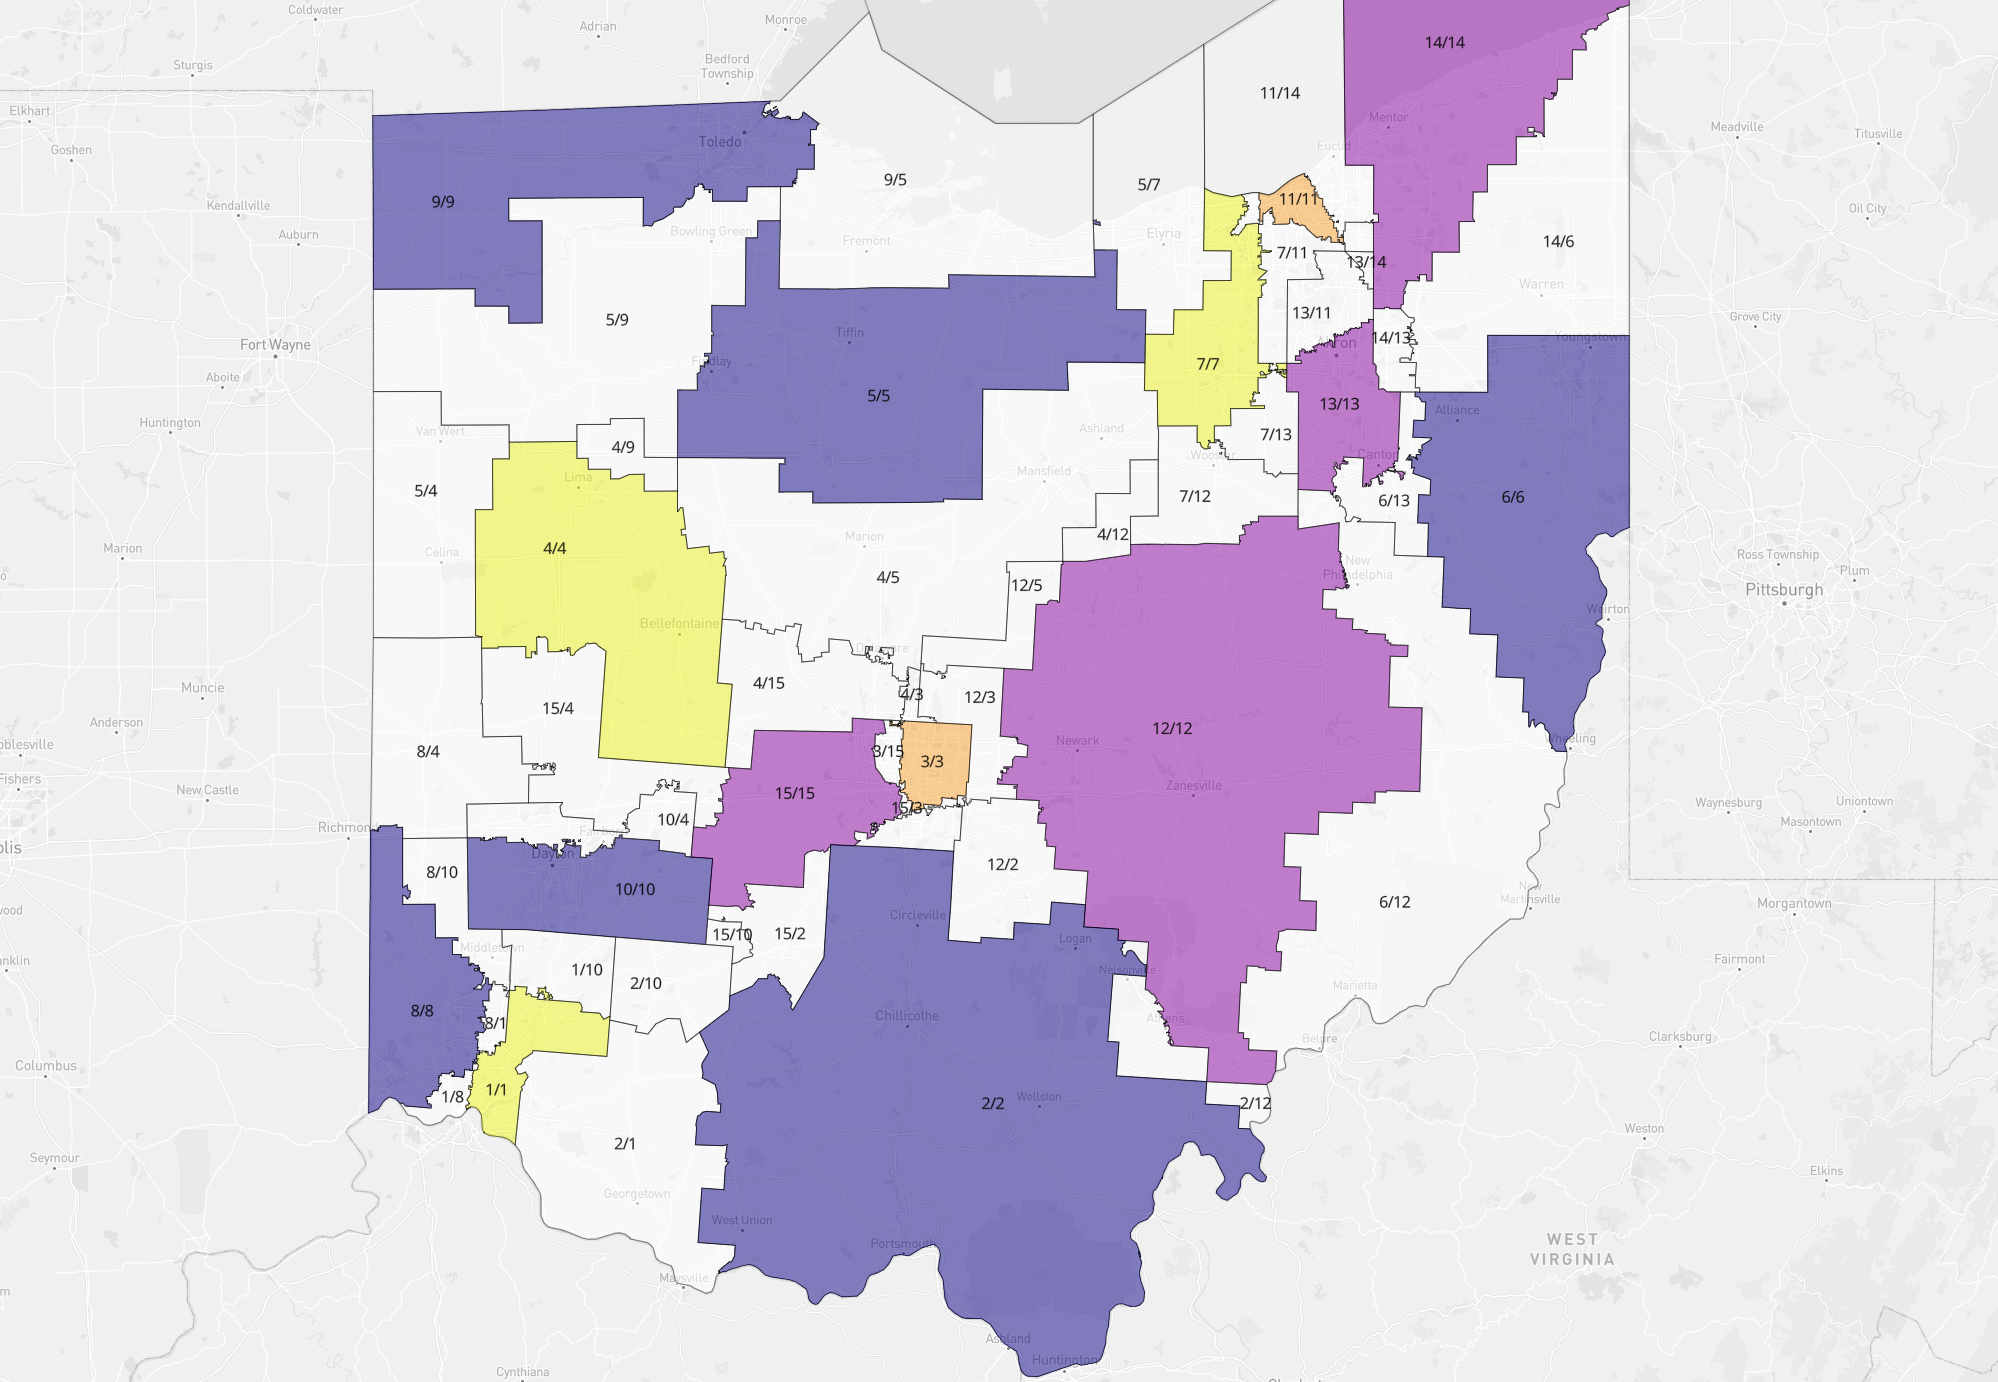 Coldwater
Adrian
Monroe
14/14
Sturgis
Bedford
Township
11/14
Elkhart
Mentor
Meadville
Titusville
Goshen
Toledo
Euclid
9/5
5/7
9/9
11/11
Kendallville
Oil City
Auburn
Bowling Green
Fremont
Elyria
14/6
7/11
13/14
Warren
13/11
Grove City
5/9
Tiffin
Fort Wayne
Findlay
Akron
14/13
Youngstown
7/7
Aboite
5/5
13/13
Alliance
Huntington
Van Wert
4/9
Ashland
7/13
Wooster
Canton
Lima
Mansfield
5/4
7/12
6/13
6/6
Marion
Celina
4/4
Marion
4/12
New
Philadelphia
Ross Township
Plum
4/5
12/5
Pittsburgh
Weirton
Bellefontaine
Delaware
Muncie
4/15
4/3
12/3
15/4
Anderson
12/12
Newark
Wheeling
oblesville
8/4
3/15
3/3
Fishers
New Castle
15/15
Zanesville
15/3
Waynesburg
Uniontown
Masontown
Richmond
10/4
Fairborn
olis
Dayton
8/10
12/2
10/10
New
Martinsville
Morgantown
wood
Circleville
6/12
15/10
15/2
Logan
Middletown
nklin
1/10
2/10
Nelsonville
Fairmont
Marietta
8/8
8/1
Chillicothe
Athens
Belpre
Clarksburg
Columbus
1/8
1/1
2/2
Wellston
2/12
Weston
2/1
Seymour
Elkins
Georgetown
West Union
Portsmouth
WEST
VIRGINIA
Maysville
m
Ashland
Huntington
Cynthiana